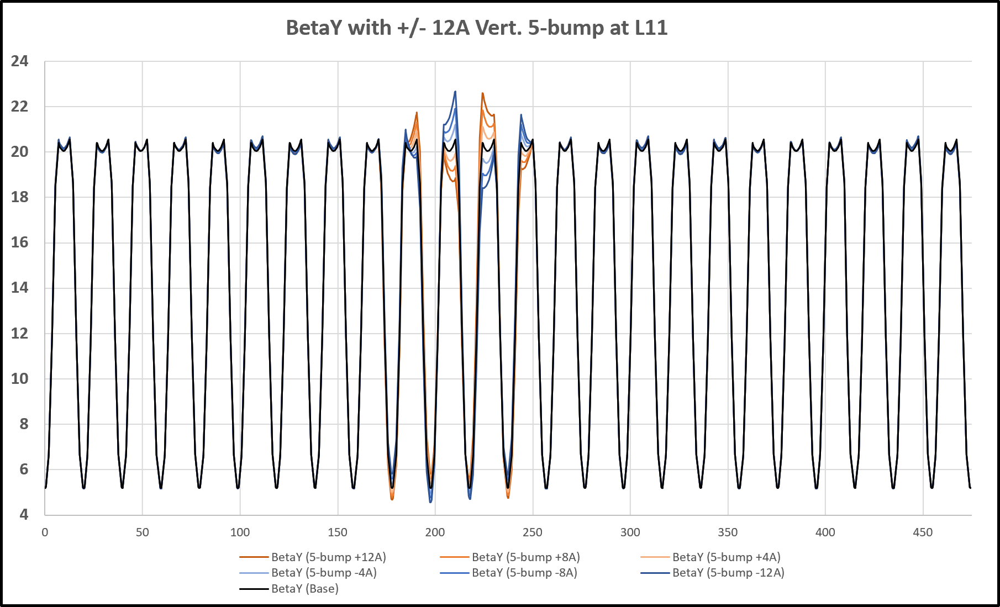 BetaY with +/- 12A Vert. 5-bump at L11
24
22
20
18
16
14
12
10
8
6
4
0 50 100 150 200 250 300 350 400 450
BetaY (5-bump +12A) BetaY (5-bump +8A) BetaY (5-bump +4A)
BetaY (5-bump -4A) BetaY (5-bump -8A) BetaY (5-bump -12A)
BetaY (Base)